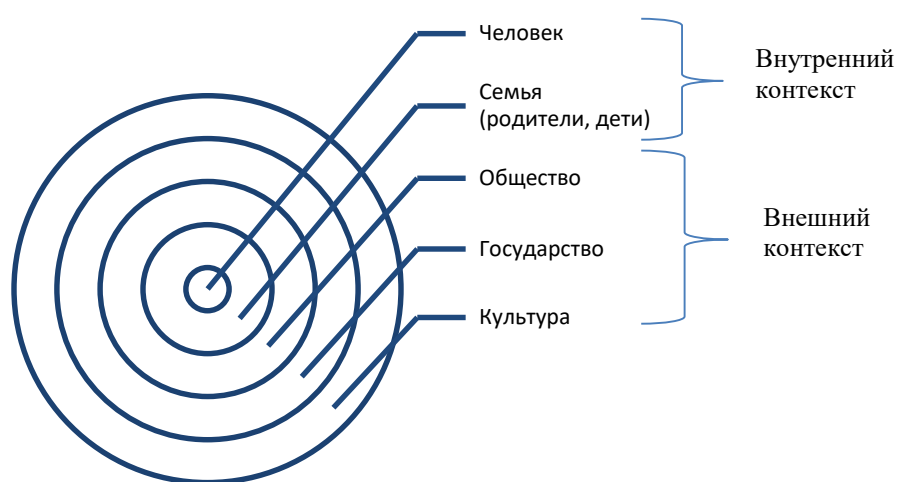 Человек
Семья
(родители, дети)
Общество
Государство
Культура
Внутренний
контекст
Внешний
контекст